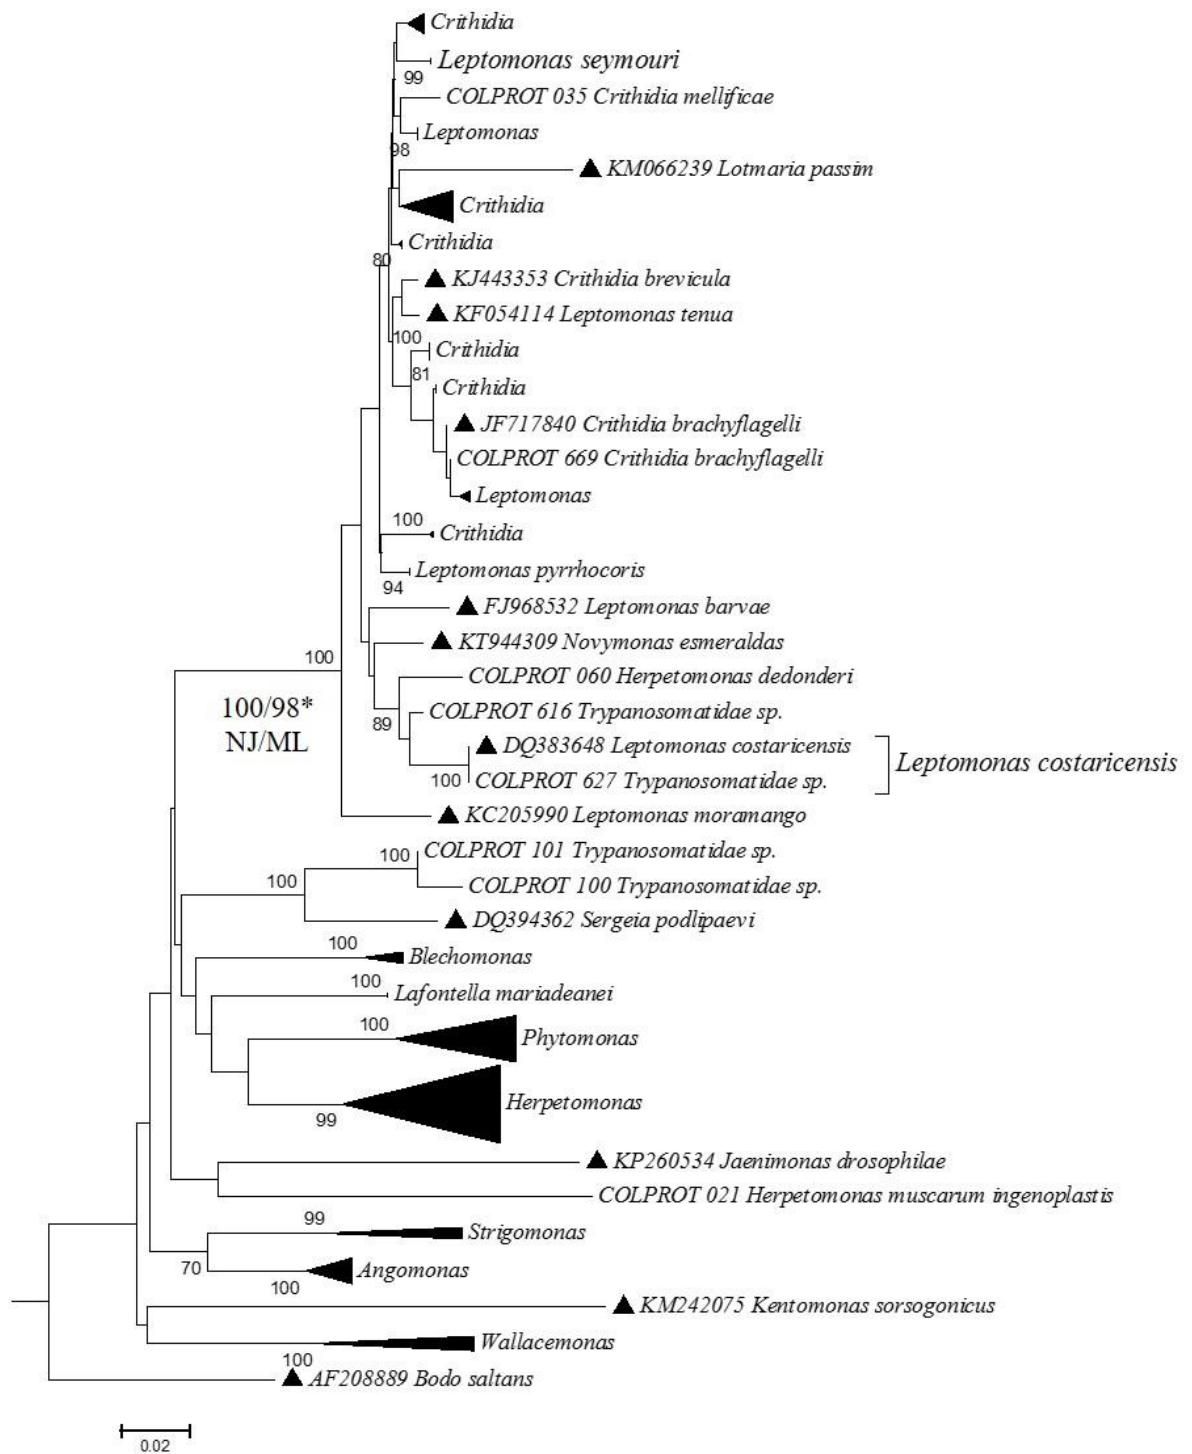 Crithidia
Leptomonas seymouri
99
COLPROT 035 Crithidia mellificae
Leptomonas
98
KM066239 Lotmaria passim
Crithidia
Crithidia
80
KJ443353 Crithidia brevicula
KF054114 Leptomonas tenua
100
Crithidia
81
Crithidia
JF717840 Crithidia brachyflagelli
COLPROT 669 Crithidia brachyflagelli
Leptomonas
100
Crithidia
Leptomonas pyrrhocoris
94
FJ968532 Leptomonas barvae
KT944309 Novymonas esmeraldas
100
COLPROT 060 Herpetomonas dedonderi
100/98*
NJ/ML
COLPROT 616 Trypanosomatidae sp.
89
DQ383648 Leptomonas costaricensis
Leptomonas costaricensis
100
COLPROT 627 Trypanosomatidae sp.
KC205990 Leptomonas moramango
100
COLPROT 101 Trypanosomatidae sp.
100
COLPROT 100 Trypanosomatidae sp.
DQ394362 Sergeia podlipaevi
100
Blechomonas
100
Lafontella mariadeanei
100
Phytomonas
Herpetomonas
99
KP260534 Jaenimonas drosophilae
COLPROT 021 Herpetomonas muscarum ingenoplastis
99
Strigomonas
70
Angomonas
100
KM242075 Kentomonas sorsogonicus
Wallacemonas
100
AF208889 Bodo saltans
0.02